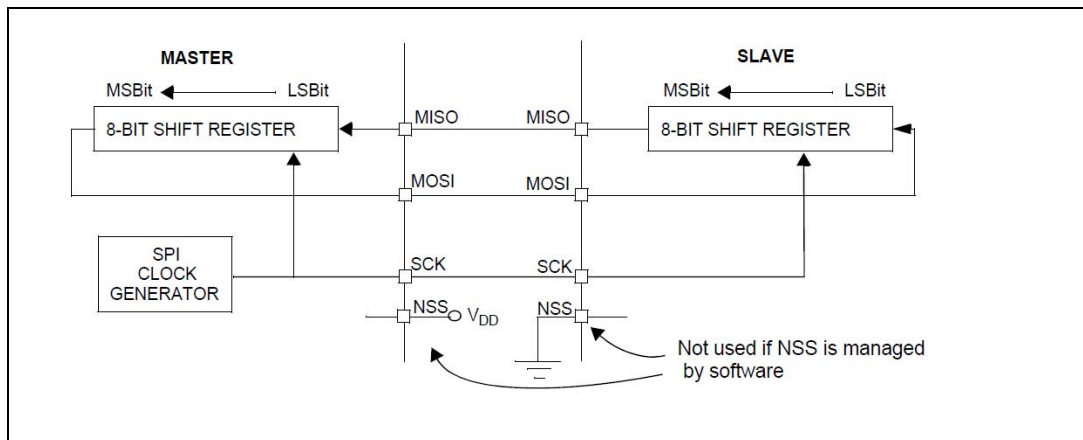 MASTER
SLAVE
MSBit
LSBit
MSBit
LSBit
8-BIT SHIFT REGISTER
MISO
MISO
8-BIT SHIFT REGISTER
MOSI
MOSI
SPI
CLOCK
GENERATOR
SCK
SCK
NSS
VDD
NSS
Not used if NSS is managed
by software